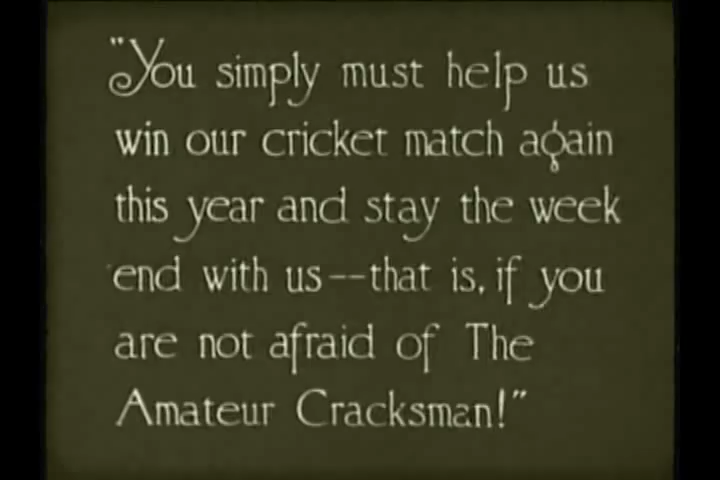 "You simply must help us
win our cricket match again
this year and stay the week
end with us--that is, if you
are not afraid of The
Amateur Cracksman!"